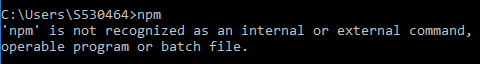 C:\Users\S530464>npm
'npm' is not recognized as an internal or external command,
operable program or batch file.